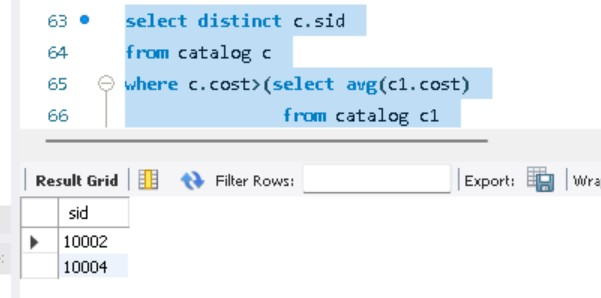 63 select distinct c.sid
64 from catalog c
65 where c.cost>(select avg(c1.cost)
66 from catalog c1
Result Grid Filter Rows: Export: Wra
sid
10002
10004